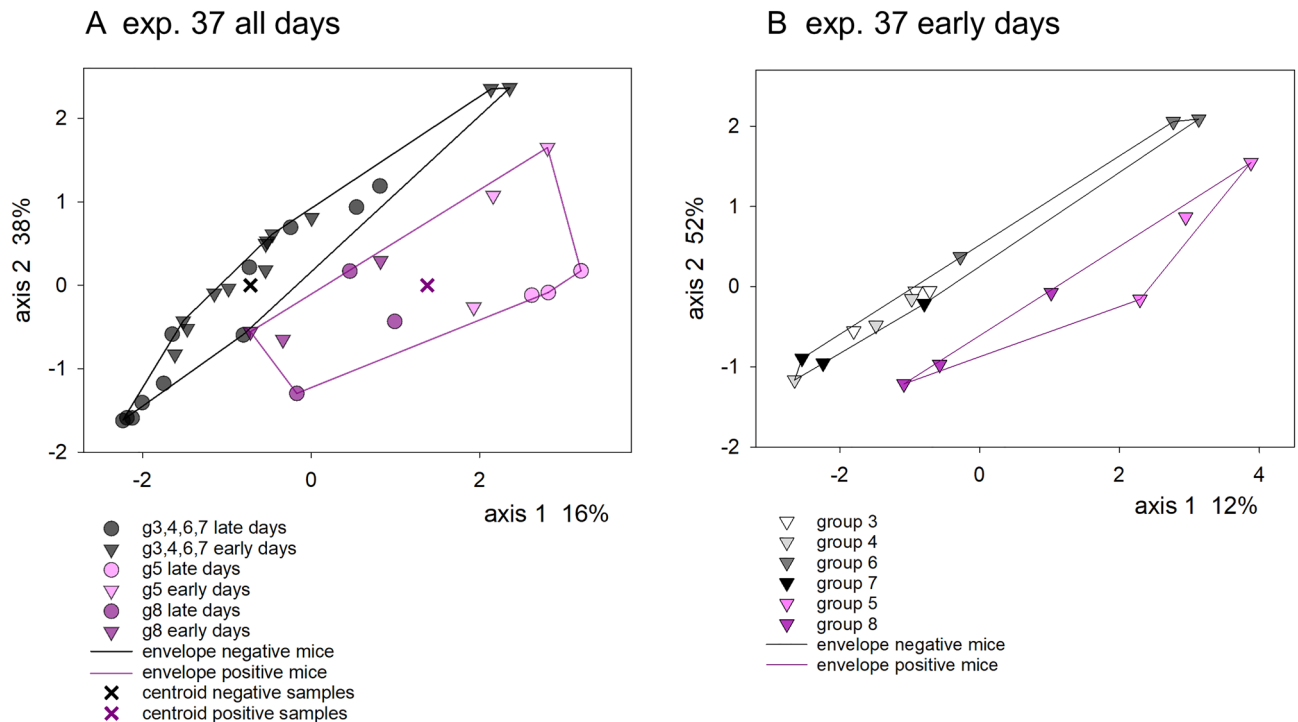 A exp. 37 all days
B exp. 37 early days
axis 2 38%
2
1
0
-1
-2
-2
0
2
axis 1 16%
axis 2 52%
2
1
0
-1
-2
-2
0
2
4
axis 1 12%
g3,4,6,7 late days
g3,4,6,7 early days
g5 late days
g5 early days
g8 late days
g8 early days
envelope negative mice
envelope positive mice
centroid negative samples
centroid positive samples
group 3
group 4
group 6
group 7
group 5
group 8
envelope negative mice
envelope positive mice